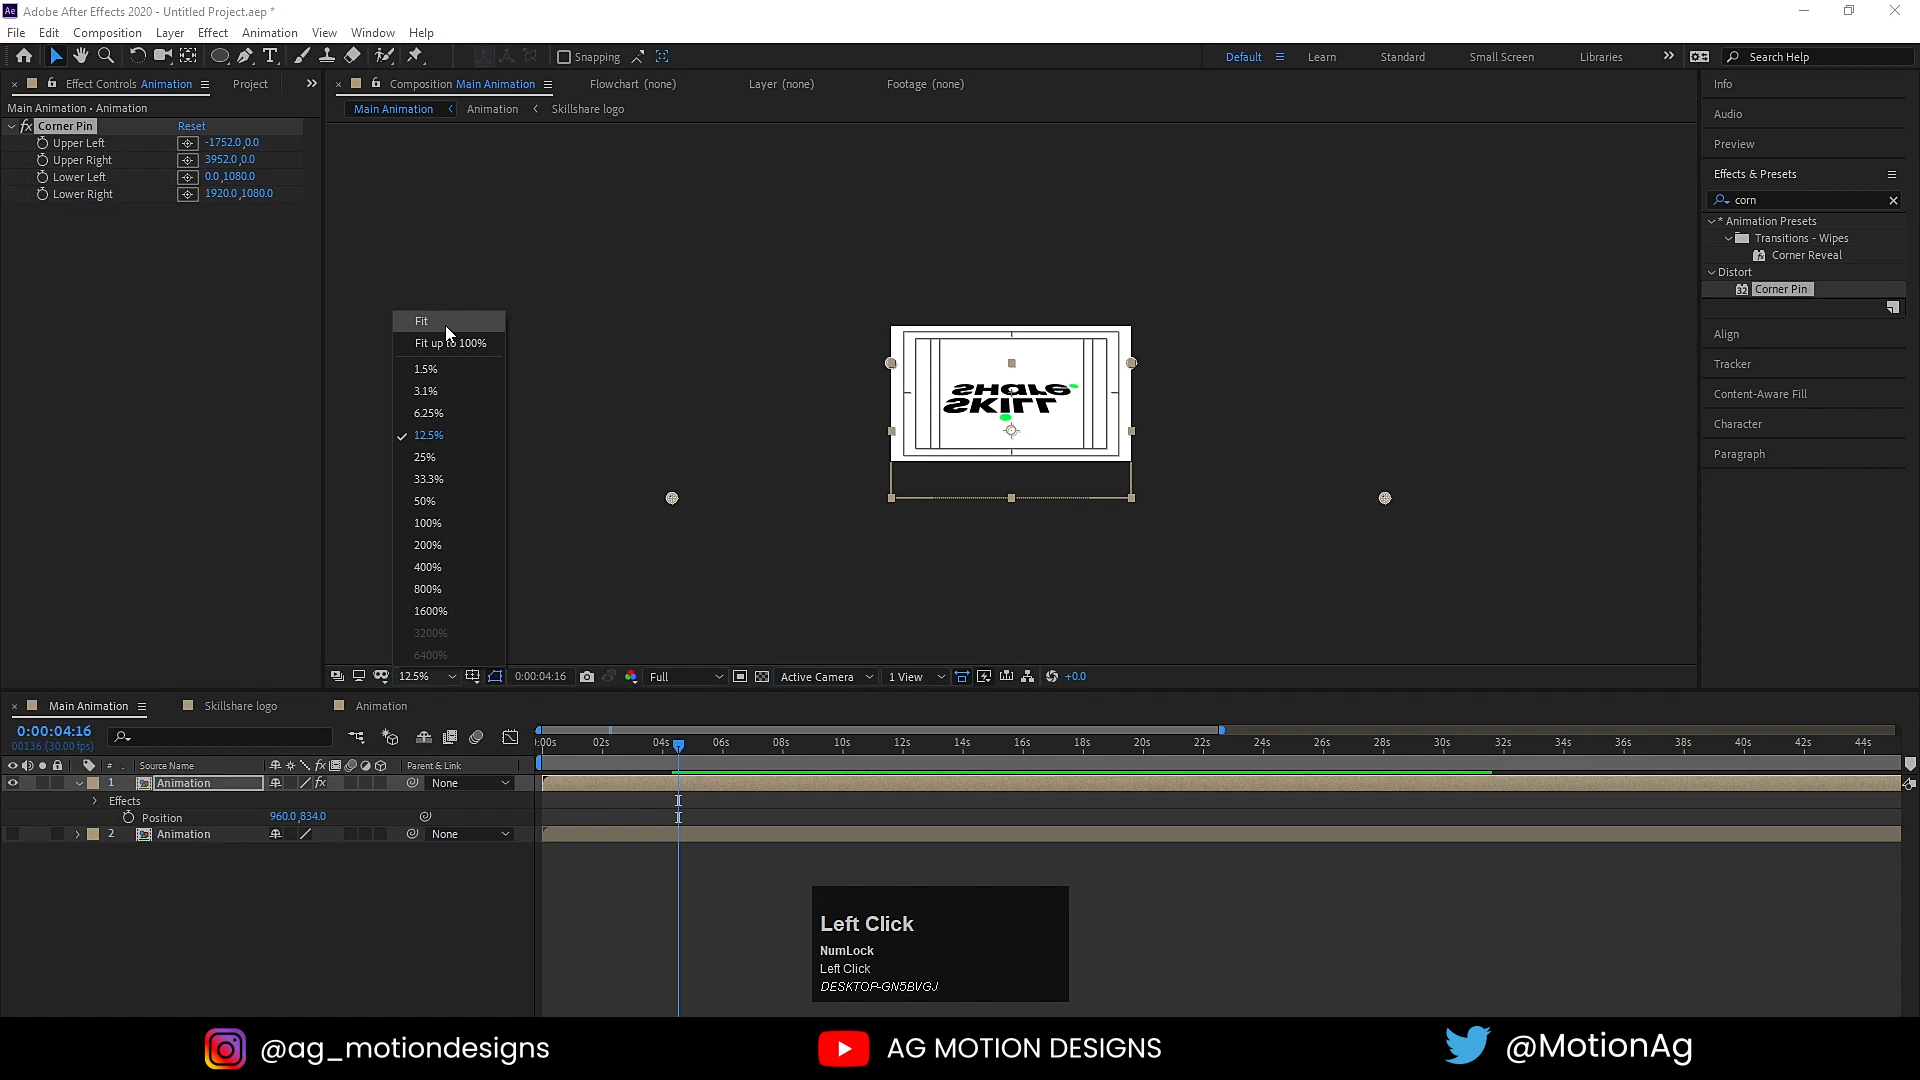 Ae Adobe After Effects 2020 - Untitled Project.aep *
File Edit Composition Layer Effect Animation View Window Help
Snapping Default Learn Standard Small Screen Libraries Search Help
Effect Controls Animation Project Composition Main Animation Flowchart (none) Layer (none) Footage (none) Info
Main Animation • Animation Main Animation Animation Skillshare logo
fx Corner Pin Reset
Upper Left -1752.0,0.0
Upper Right 3952.0,0.0
Lower Left 0.0,1080.0
Lower Right 1920.0,1080.0
Audio
Preview
Effects & Presets
corn
* Animation Presets
Transitions - Wipes
Corner Reveal
Distort
32 Corner Pin
Align
Tracker
Content-Aware Fill
Character
Paragraph
Fit
Fit up to 100%
1.5%
3.1%
6.25%
12.5%
25%
33.3%
50%
100%
200%
400%
800%
1600%
3200%
6400%
SHARE
SKILL
12.5% 0:00:04:16 Full Active Camera 1 View +0.0
Main Animation Skillshare logo Animation
0:00:04:16
00136 (30.00 fps)
:00s 02s 04s 06s 08s 10s 12s 14s 16s 18s 20s 22s 24s 26s 28s 30s 32s 34s 36s 38s 40s 42s 44s
# Source Name fx Parent & Link
1 Animation fx None
Effects
Position 960.0,834.0
2 Animation None
Left Click
NumLock
Left Click
DESKTOP-GN5BVGJ
@ag_motiondesigns AG MOTION DESIGNS @MotionAg